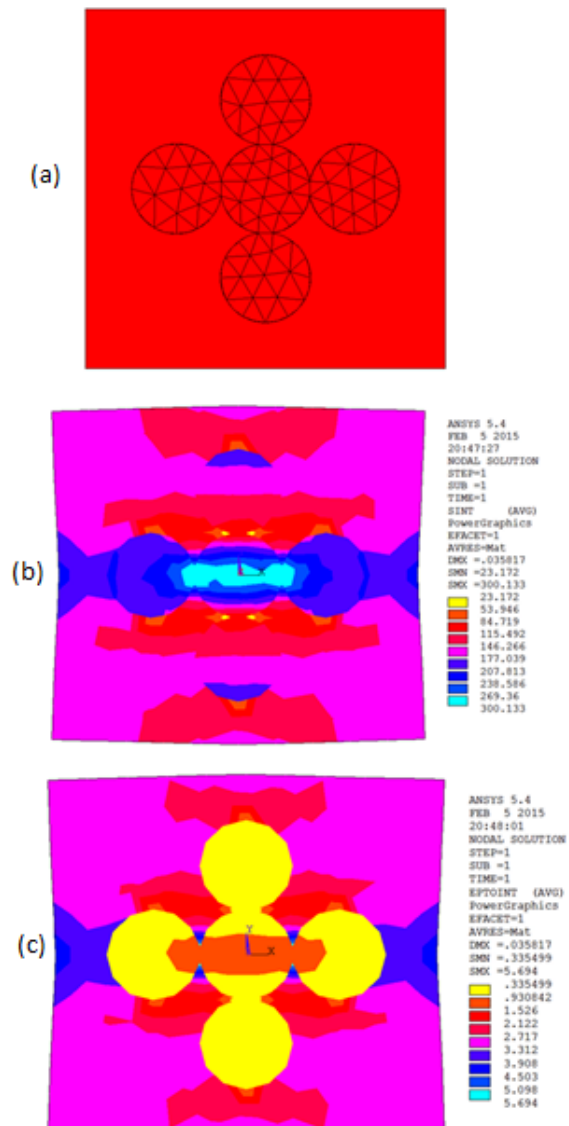 (a)
(b)
ANSYS 5.4
FEB 5 2015
20:47:27
NODAL SOLUTION
STEP=1
SUB =1
TIME=1
SINT (AVG)
PowerGraphics
EFACET=1
AVRES=Mat
DMX =.035817
SMN =23.172
SMX =300.133
23.172
53.946
84.719
115.492
146.266
177.039
207.813
238.586
269.36
300.133
(c)
Y
X
ANSYS 5.4
FEB 5 2015
20:48:01
NODAL SOLUTION
STEP=1
SUB =1
TIME=1
EPTOINT (AVG)
PowerGraphics
EFACET=1
AVRES=Mat
DMX =.035817
SMN =.335499
SMX =5.694
.335499
.930842
1.526
2.122
2.717
3.312
3.908
4.503
5.098
5.694